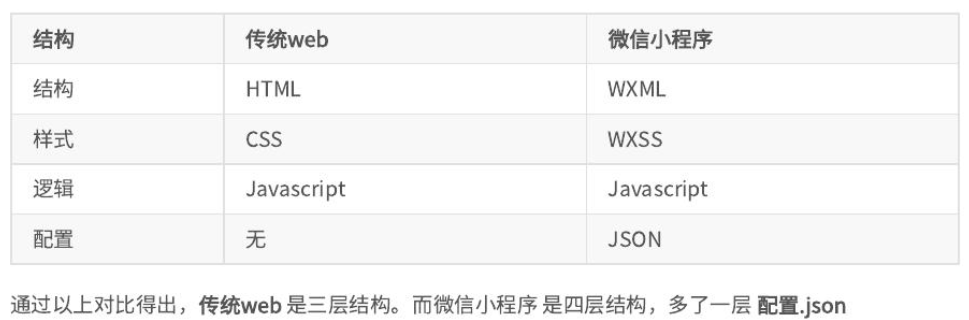 结构 传统web 微信小程序
结构 HTML WXML
样式 CSS WXSS
逻辑 Javascript Javascript
配置 无 JSON
通过以上对比得出，传统web 是三层结构。而微信小程序 是四层结构，多了一层 配置.json